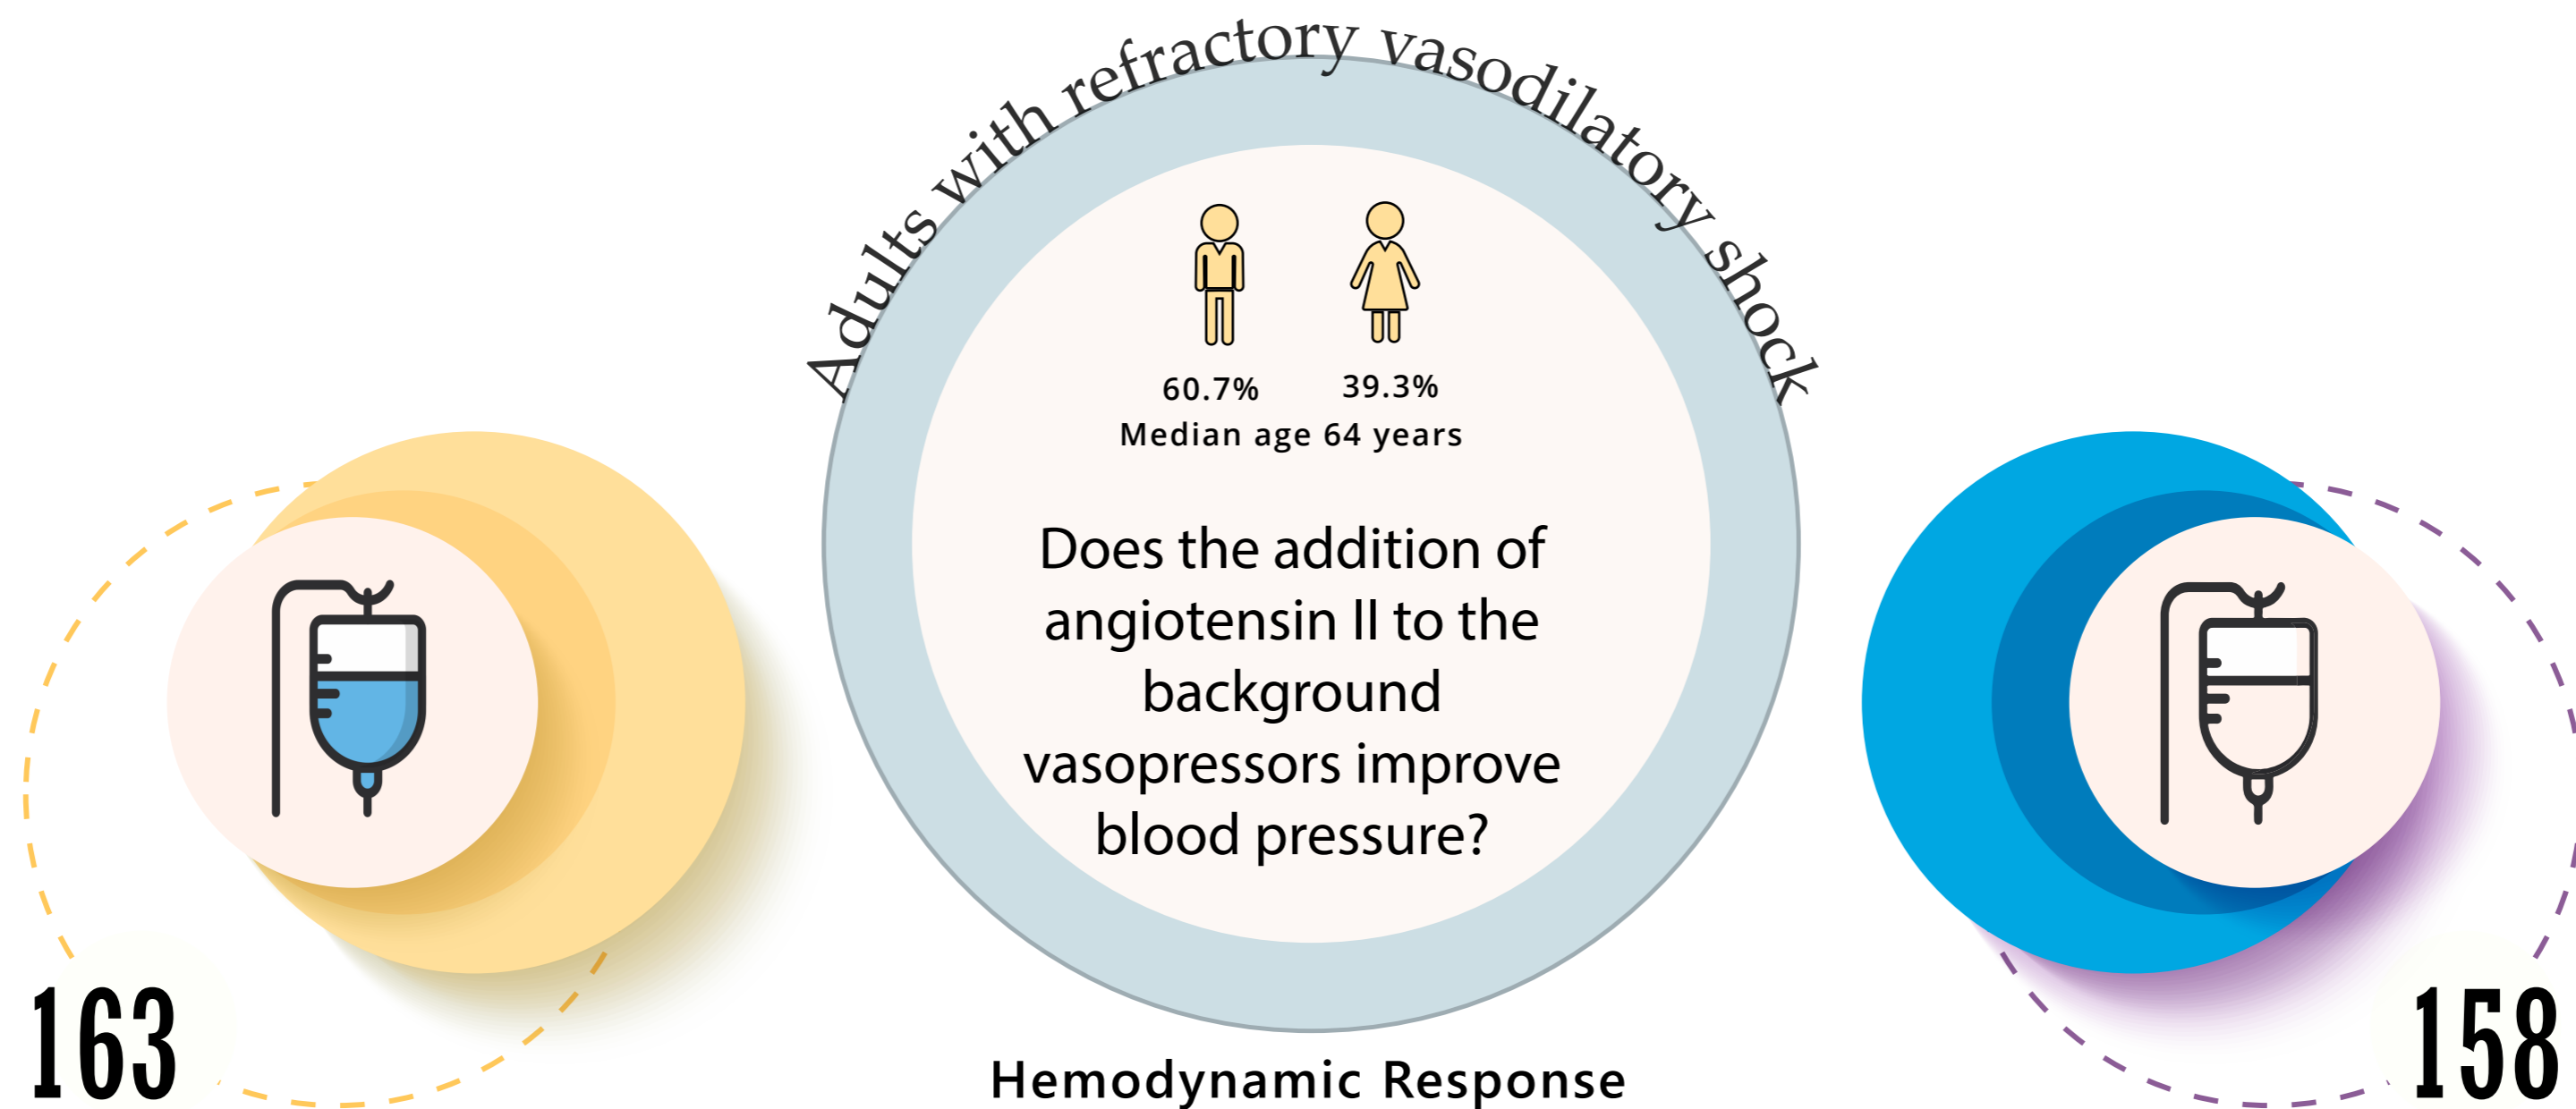 Adults with refractory vasodilatory shock
60.7% 39.3%
Median age 64 years
Does the addition of
angiotensin II to the
background
vasopressors improve
blood pressure?
163
158
Hemodynamic Response